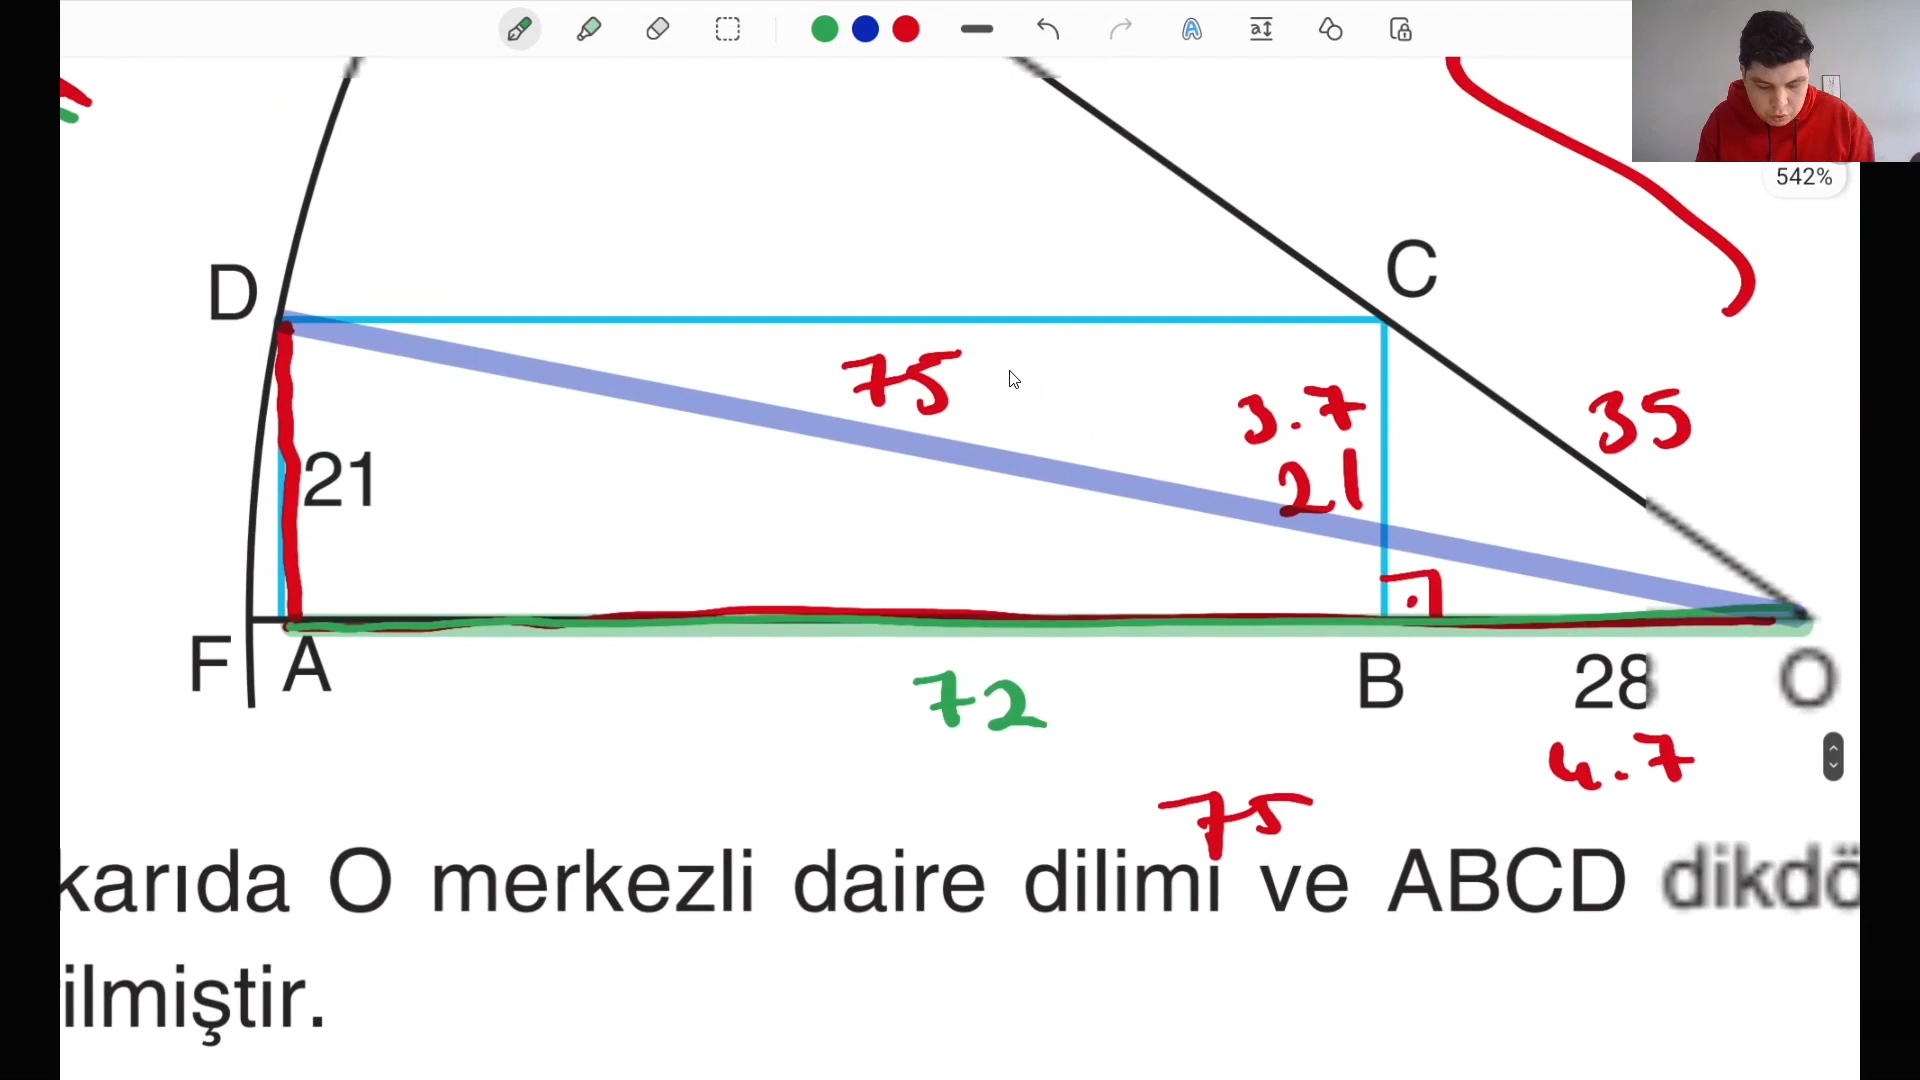 542%
C
D
75
3.7
35
21
21
F A
B
28
O
72
4.7
75
karıda O merkezli daire dilimi ve ABCD dikdö
ilmiştir.